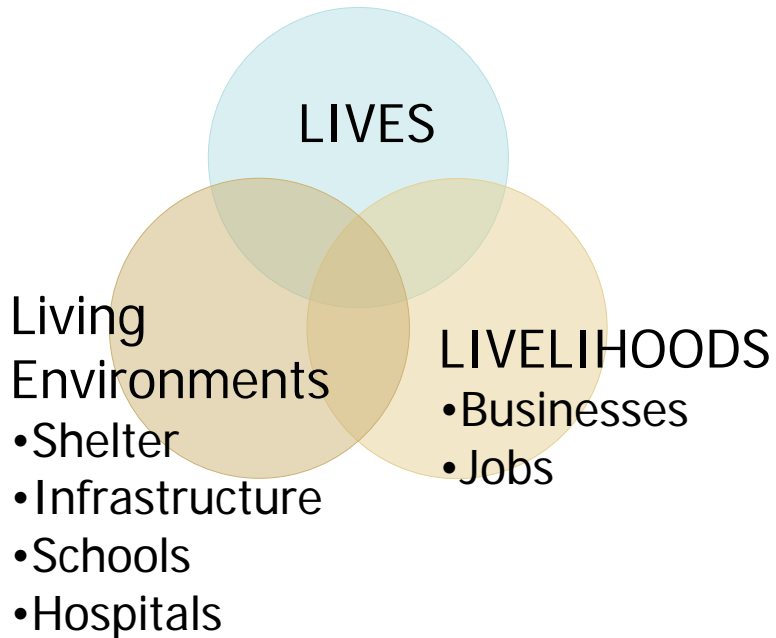 LIVES
Living
Environments
•Shelter
•Infrastructure
•Schools
•Hospitals
LIVELIHOODS
•Businesses
•Jobs